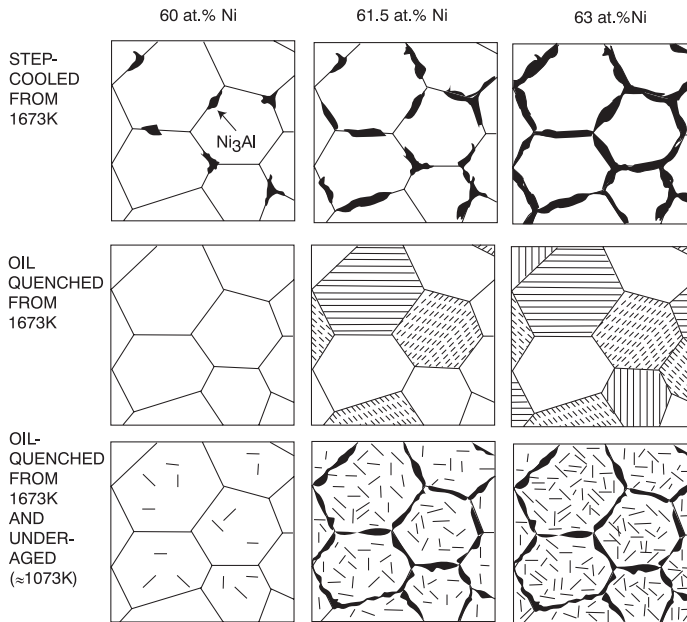 60 at.% Ni
61.5 at.% Ni
63 at.%Ni
STEP-
COOLED
FROM
1673K
Ni3Al
OIL
QUENCHED
FROM
1673K
OIL-
QUENCHED
FROM
1673K
AND
UNDER-
AGED
(≈1073K)